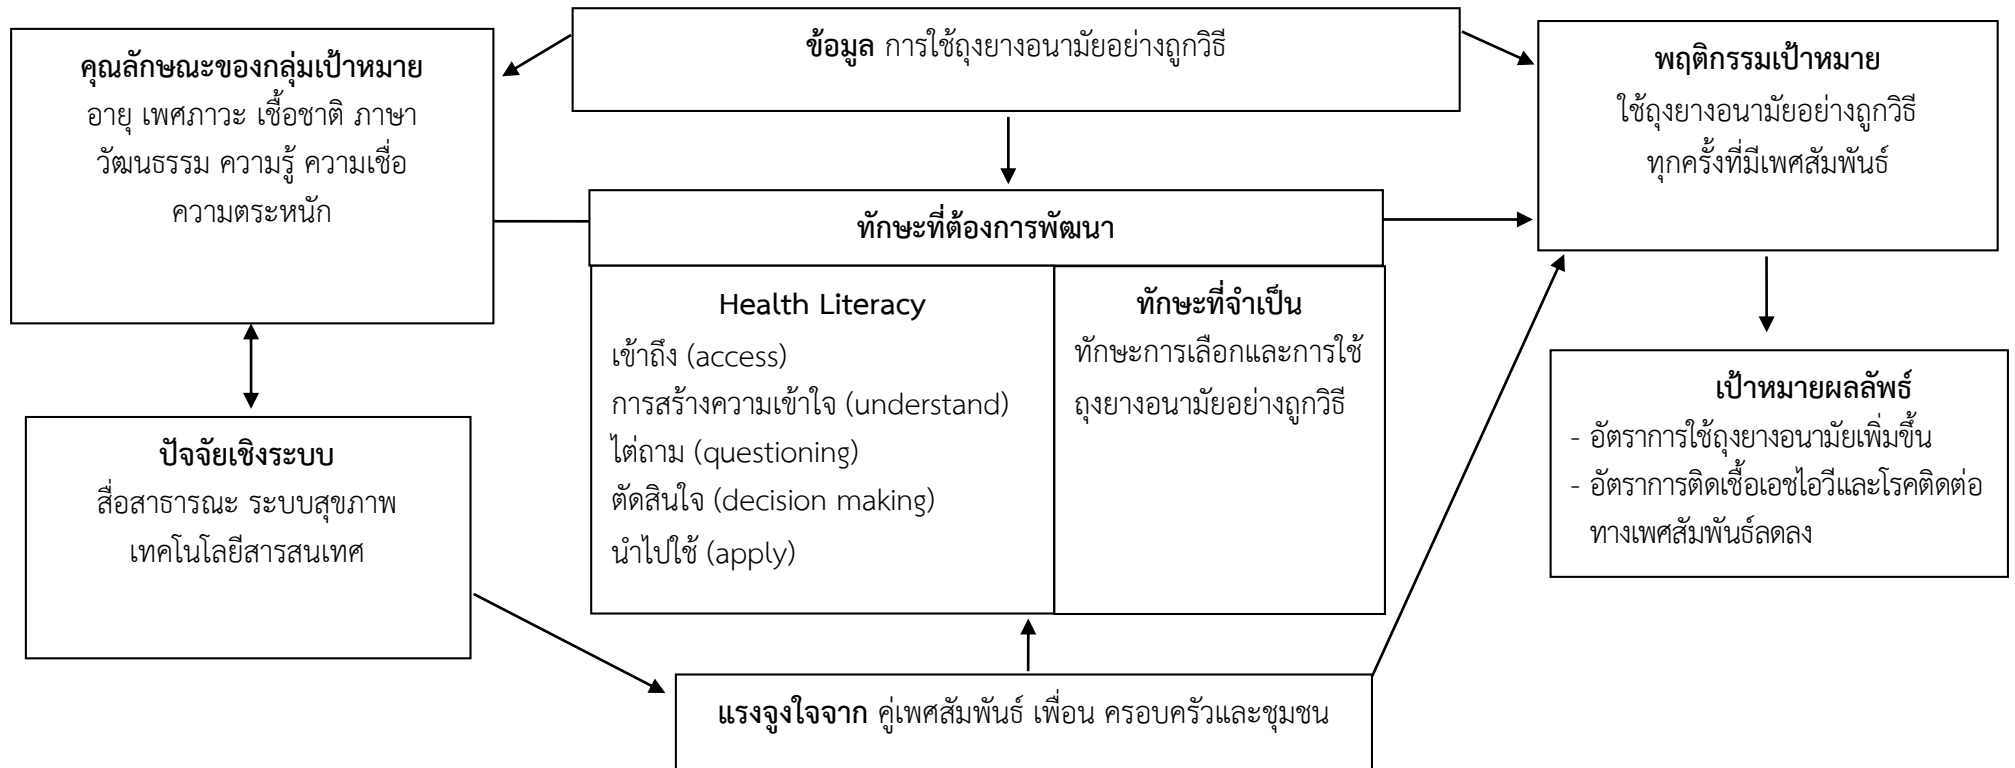 ข้อมูล การใช้ถุงยางอนามัยอย่างถูกวิธี
คุณลักษณะของกลุ่มเป้าหมาย
อายุ เพศภาวะ เชื้อชาติ ภาษา
วัฒนธรรม ความรู้ ความเชื่อ
ความตระหนัก
พฤติกรรมเป้าหมาย
ใช้ถุงยางอนามัยอย่างถูกวิธี
ทุกครั้งที่มีเพศสัมพันธ์
ทักษะที่ต้องการพัฒนา
Health Literacy
เข้าถึง (access)
การสร้างความเข้าใจ (understand)
ไต่ถาม (questioning)
ตัดสินใจ (decision making)
นำไปใช้ (apply)
ทักษะที่จำเป็น
ทักษะการเลือกและการใช้
ถุงยางอนามัยอย่างถูกวิธี
เป้าหมายผลลัพธ์
- อัตราการใช้ถุงยางอนามัยเพิ่มขึ้น
- อัตราการติดเชื้อเอชไอวีและโรคติดต่อ
ทางเพศสัมพันธ์ลดลง
ปัจจัยเชิงระบบ
สื่อสาธารณะ ระบบสุขภาพ
เทคโนโลยีสารสนเทศ
แรงจูงใจจาก คู่เพศสัมพันธ์ เพื่อน ครอบครัวและชุมชน